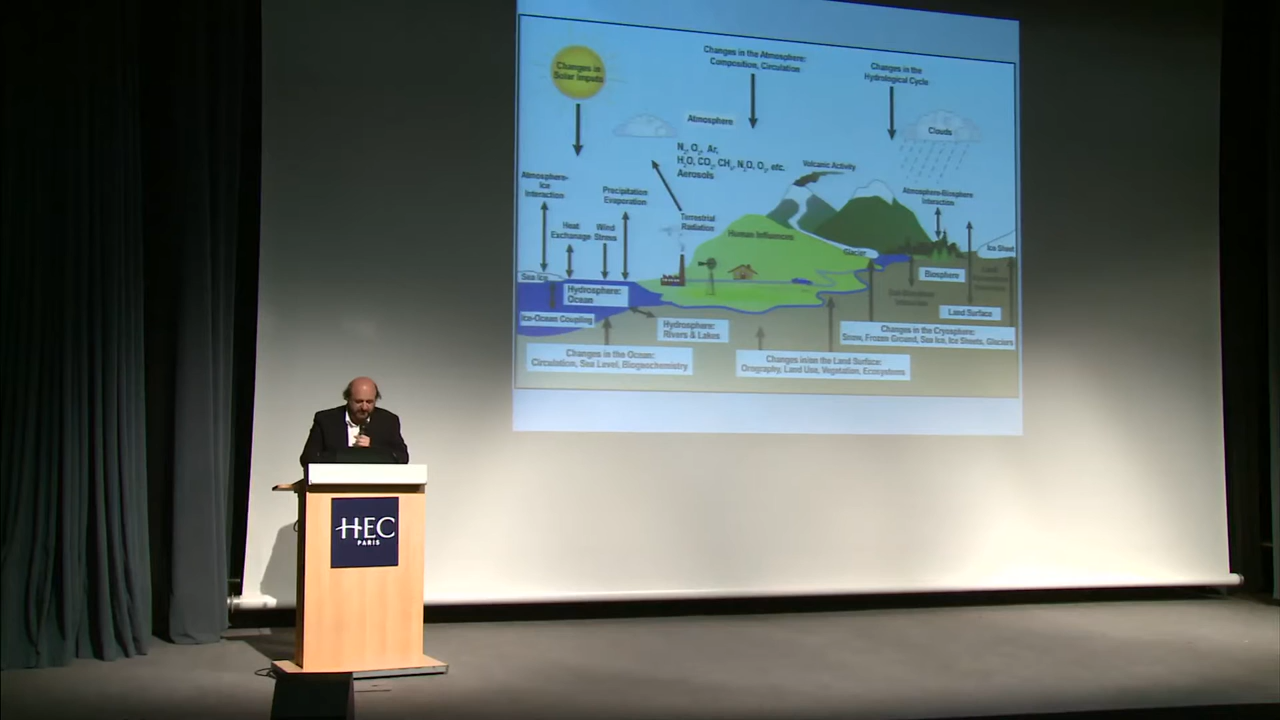 Changes in
Solar Inputs
Changes in the Atmosphere:
Composition, Circulation
Changes in the
Hydrological Cycle
Atmosphere
Clouds
N₂, O₂, Ar,
H₂O, CO₂, CH₄, N₂O, O₃, etc.
Aerosols
Volcanic Activity
Atmosphere-
Ice
Interaction
Precipitation
Evaporation
Atmosphere-Biosphere
Interaction
Terrestrial
Radiation
Heat
Exchange
Wind
Stress
Human Influences
Glacier
Ice Sheet
Sea Ice
Biosphere
Hydrosphere:
Ocean
Land Surface
Ice-Ocean Coupling
Hydrosphere:
Rivers & Lakes
Changes in the Cryosphere:
Snow, Frozen Ground, Sea Ice, Ice Sheets, Glaciers
Changes in the Ocean:
Circulation, Sea Level, Biogeochemistry
Changes in/on the Land Surface:
Orography, Land Use, Vegetation, Ecosystems
HEC
PARIS